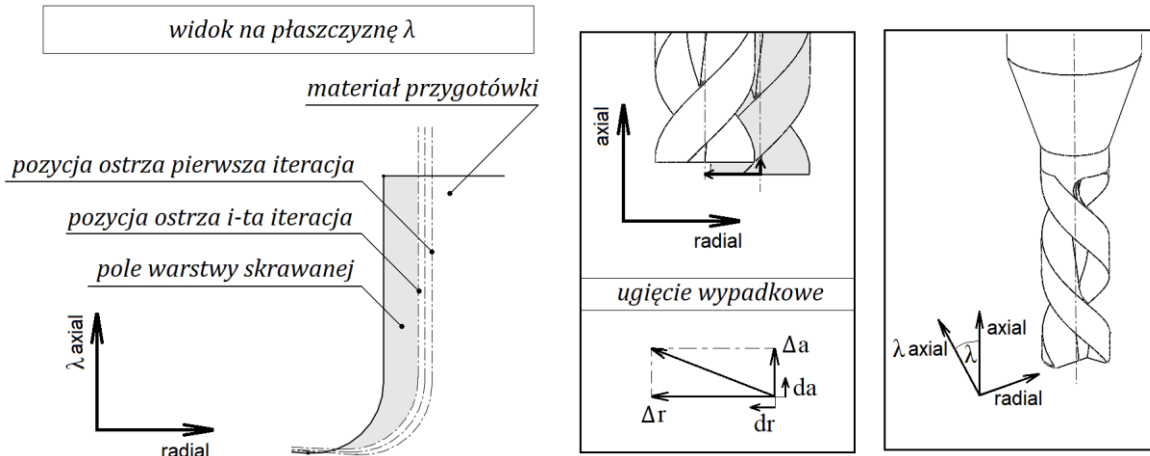 widok na płaszczyznę λ
materiał przygotówki
pozycja ostrza pierwsza iteracja
pozycja ostrza i-ta iteracja
pole warstwy skrawanej
λ axial
radial
axial
radial
ugięcie wypadkowe
Δa
da
Δr
dr
axial
λ axial
λ
radial